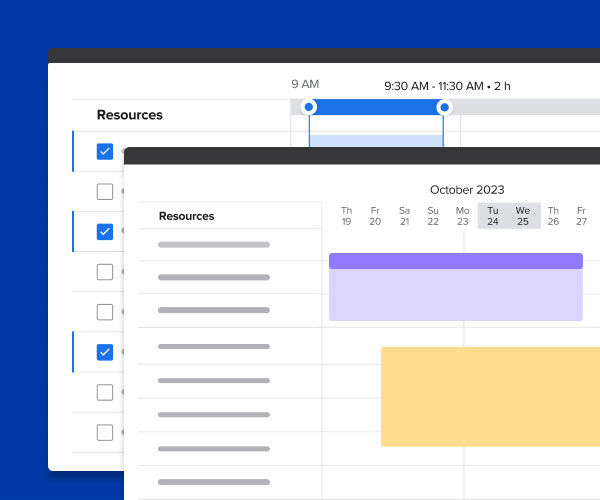 9 AM
9:30 AM - 11:30 AM • 2 h
Resources
October 2023
Resources
Th Fr Sa Su Mo Tu We Th Fr
19 20 21 22 23 24 25 26 27